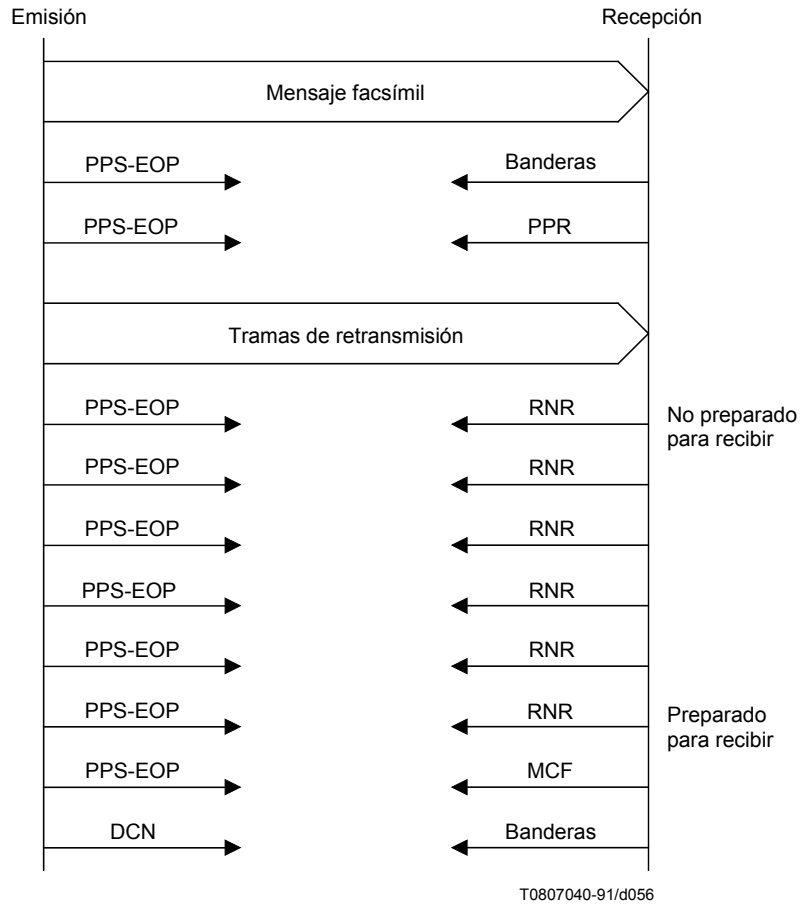 Emisión Recepción
Mensaje facsímil
PPS-EOP Banderas
PPS-EOP PPR
Tramas de retransmisión
PPS-EOP RNR No preparado
para recibir
PPS-EOP RNR
PPS-EOP RNR
PPS-EOP RNR
PPS-EOP RNR
PPS-EOP RNR Preparado
para recibir
PPS-EOP MCF
DCN Banderas
T0807040-91/d056